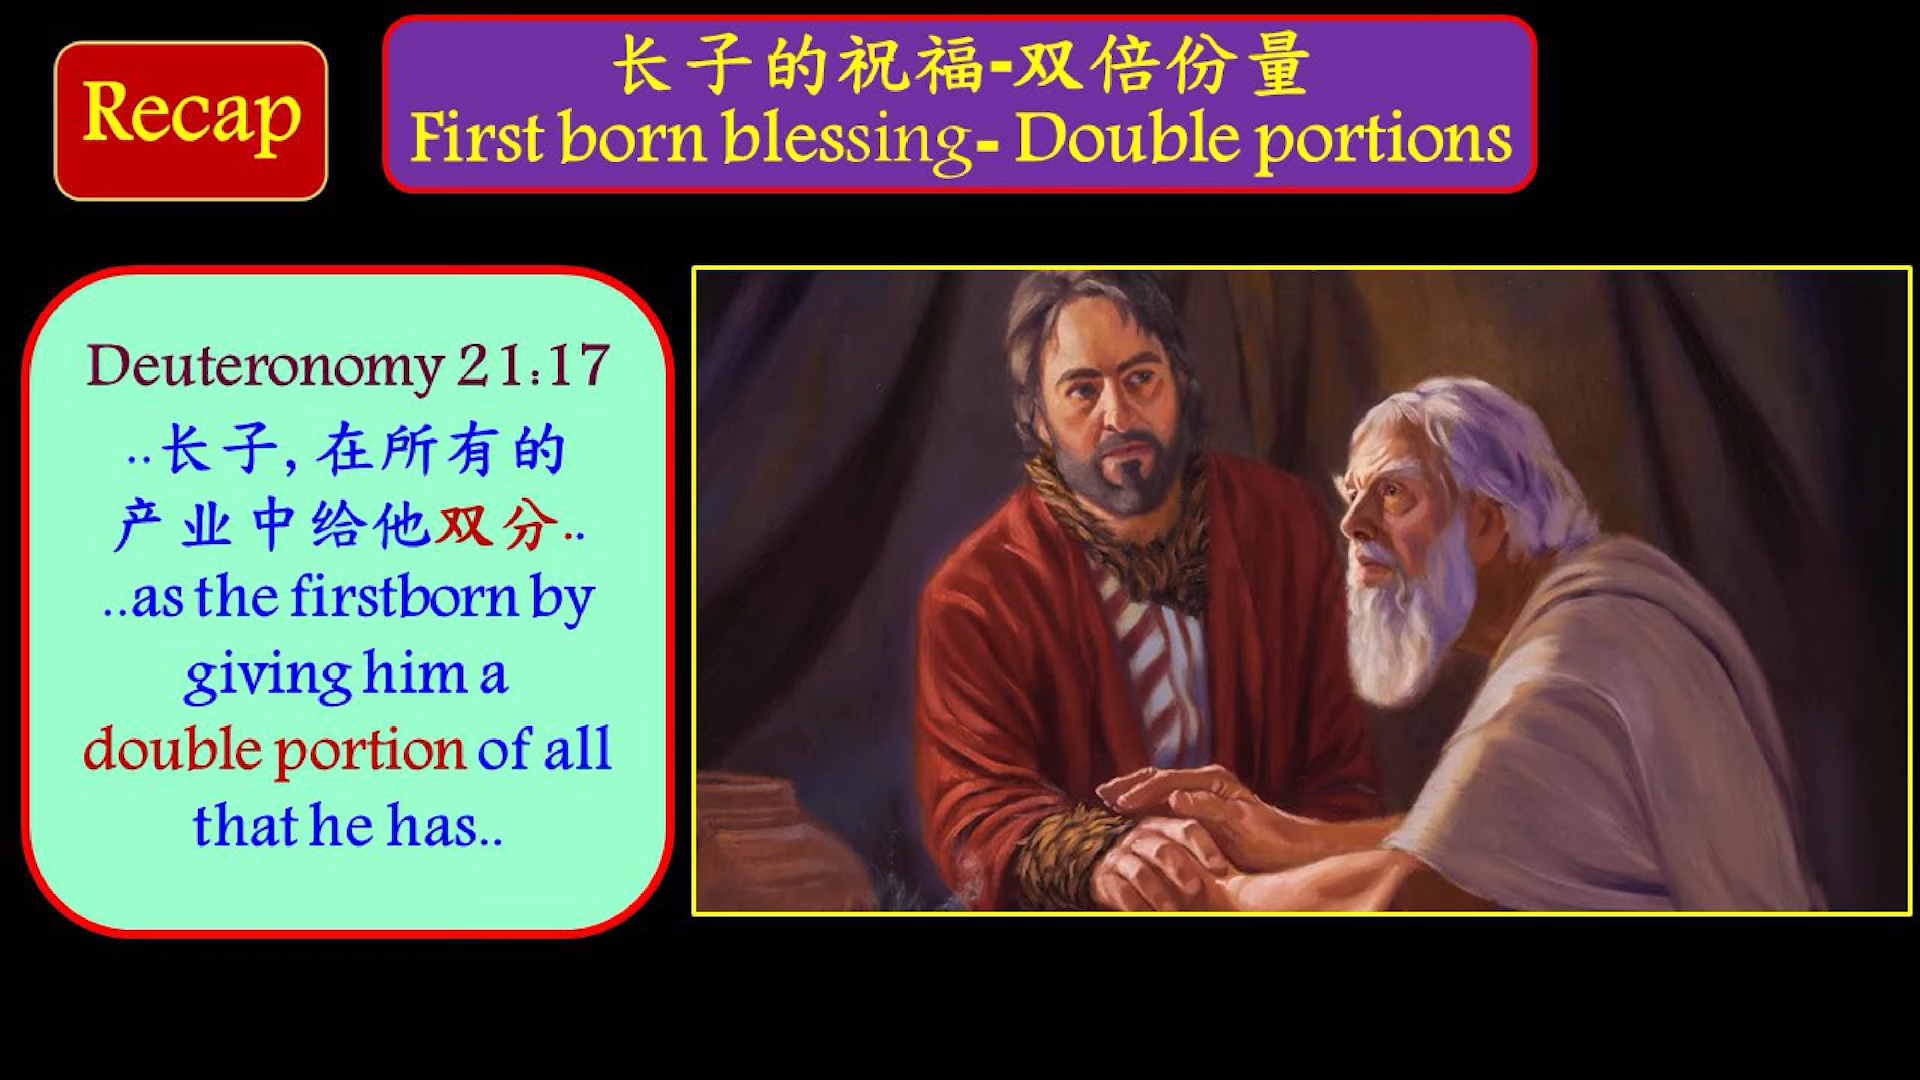 Recap
长子的祝福-双倍份量
First born blessing- Double portions
Deuteronomy 21:17
..长子, 在所有的
产业中给他双分..
..as the firstborn by
giving him a
double portion of all
that he has..